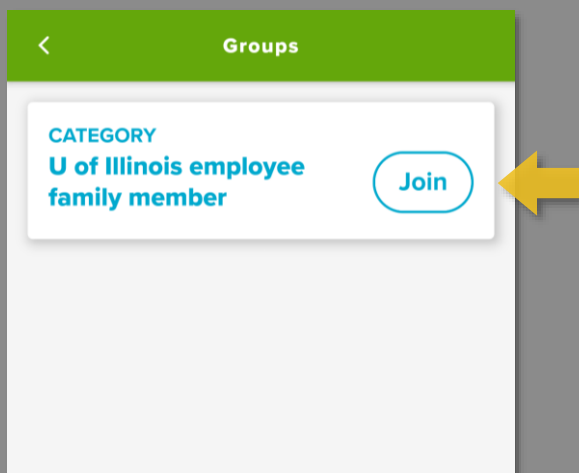 Groups
CATEGORY
U of Illinois employee
family member
Join